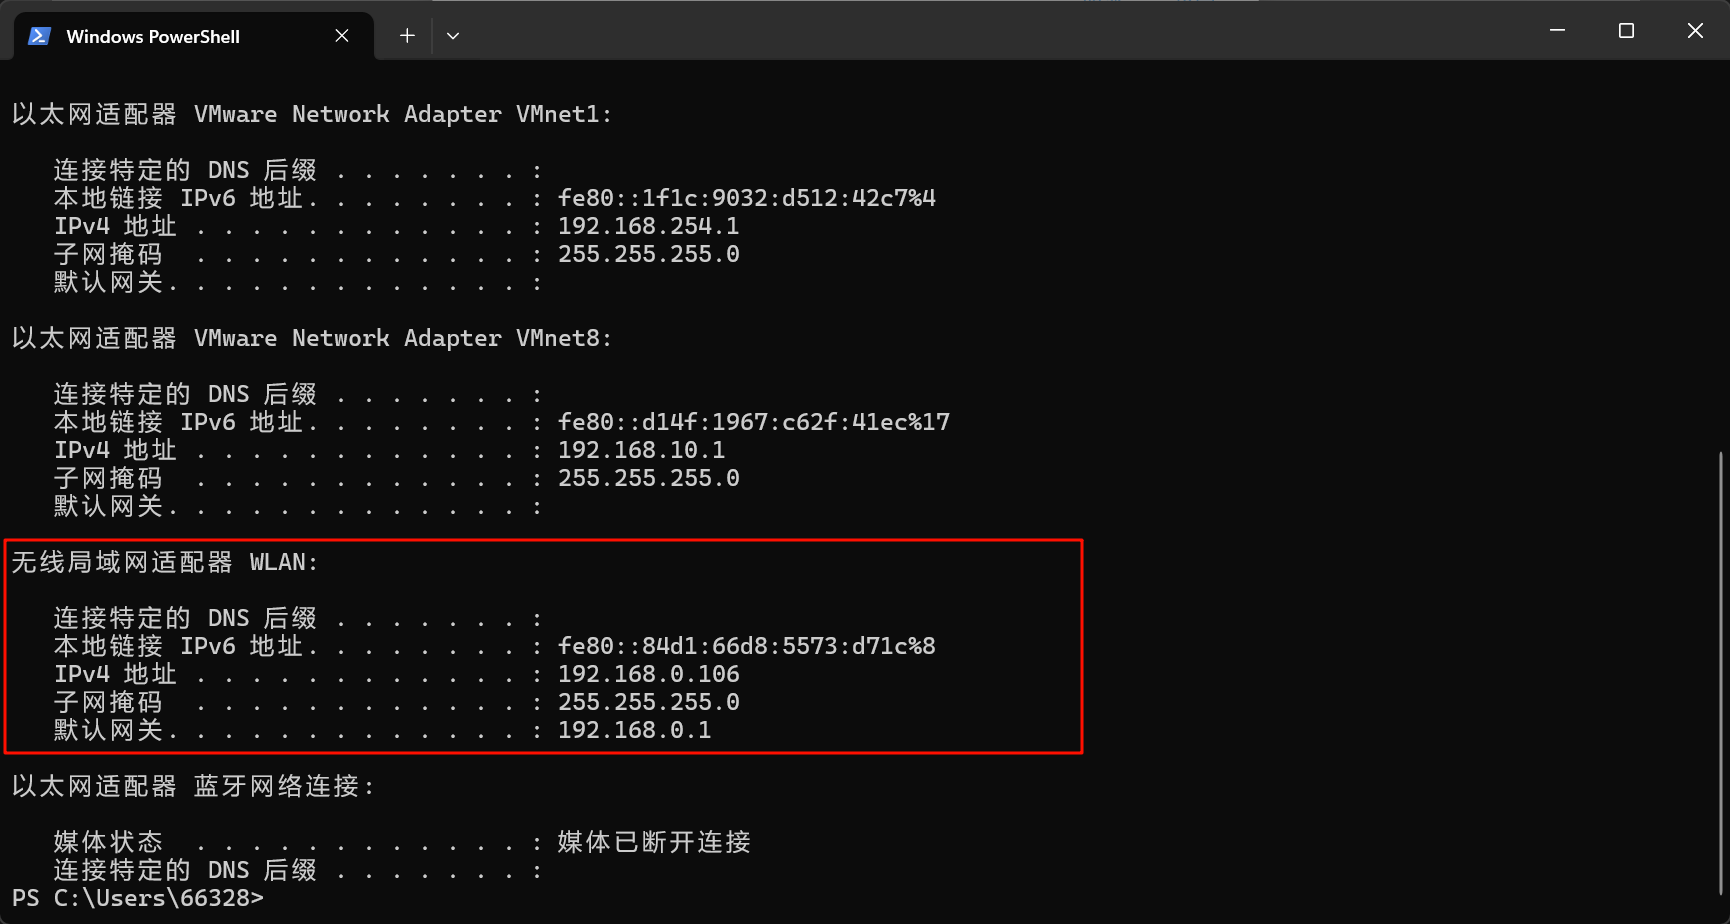 Windows PowerShell
以太网适配器 VMware Network Adapter VMnet1:
连接特定的 DNS 后缀 . . . . . . . :
本地链接 IPv6 地址. . . . . . . . : fe80::1f1c:9032:d512:42c7%4
IPv4 地址 . . . . . . . . . . . . : 192.168.254.1
子网掩码  . . . . . . . . . . . . : 255.255.255.0
默认网关. . . . . . . . . . . . . :
以太网适配器 VMware Network Adapter VMnet8:
连接特定的 DNS 后缀 . . . . . . . :
本地链接 IPv6 地址. . . . . . . . : fe80::d14f:1967:c62f:41ec%17
IPv4 地址 . . . . . . . . . . . . : 192.168.10.1
子网掩码  . . . . . . . . . . . . : 255.255.255.0
默认网关. . . . . . . . . . . . . :
无线局域网适配器 WLAN:
连接特定的 DNS 后缀 . . . . . . . :
本地链接 IPv6 地址. . . . . . . . : fe80::84d1:66d8:5573:d71c%8
IPv4 地址 . . . . . . . . . . . . : 192.168.0.106
子网掩码  . . . . . . . . . . . . : 255.255.255.0
默认网关. . . . . . . . . . . . . : 192.168.0.1
以太网适配器 蓝牙网络连接:
媒体状态  . . . . . . . . . . . . : 媒体已断开连接
连接特定的 DNS 后缀 . . . . . . . :
PS C:\Users\66328>